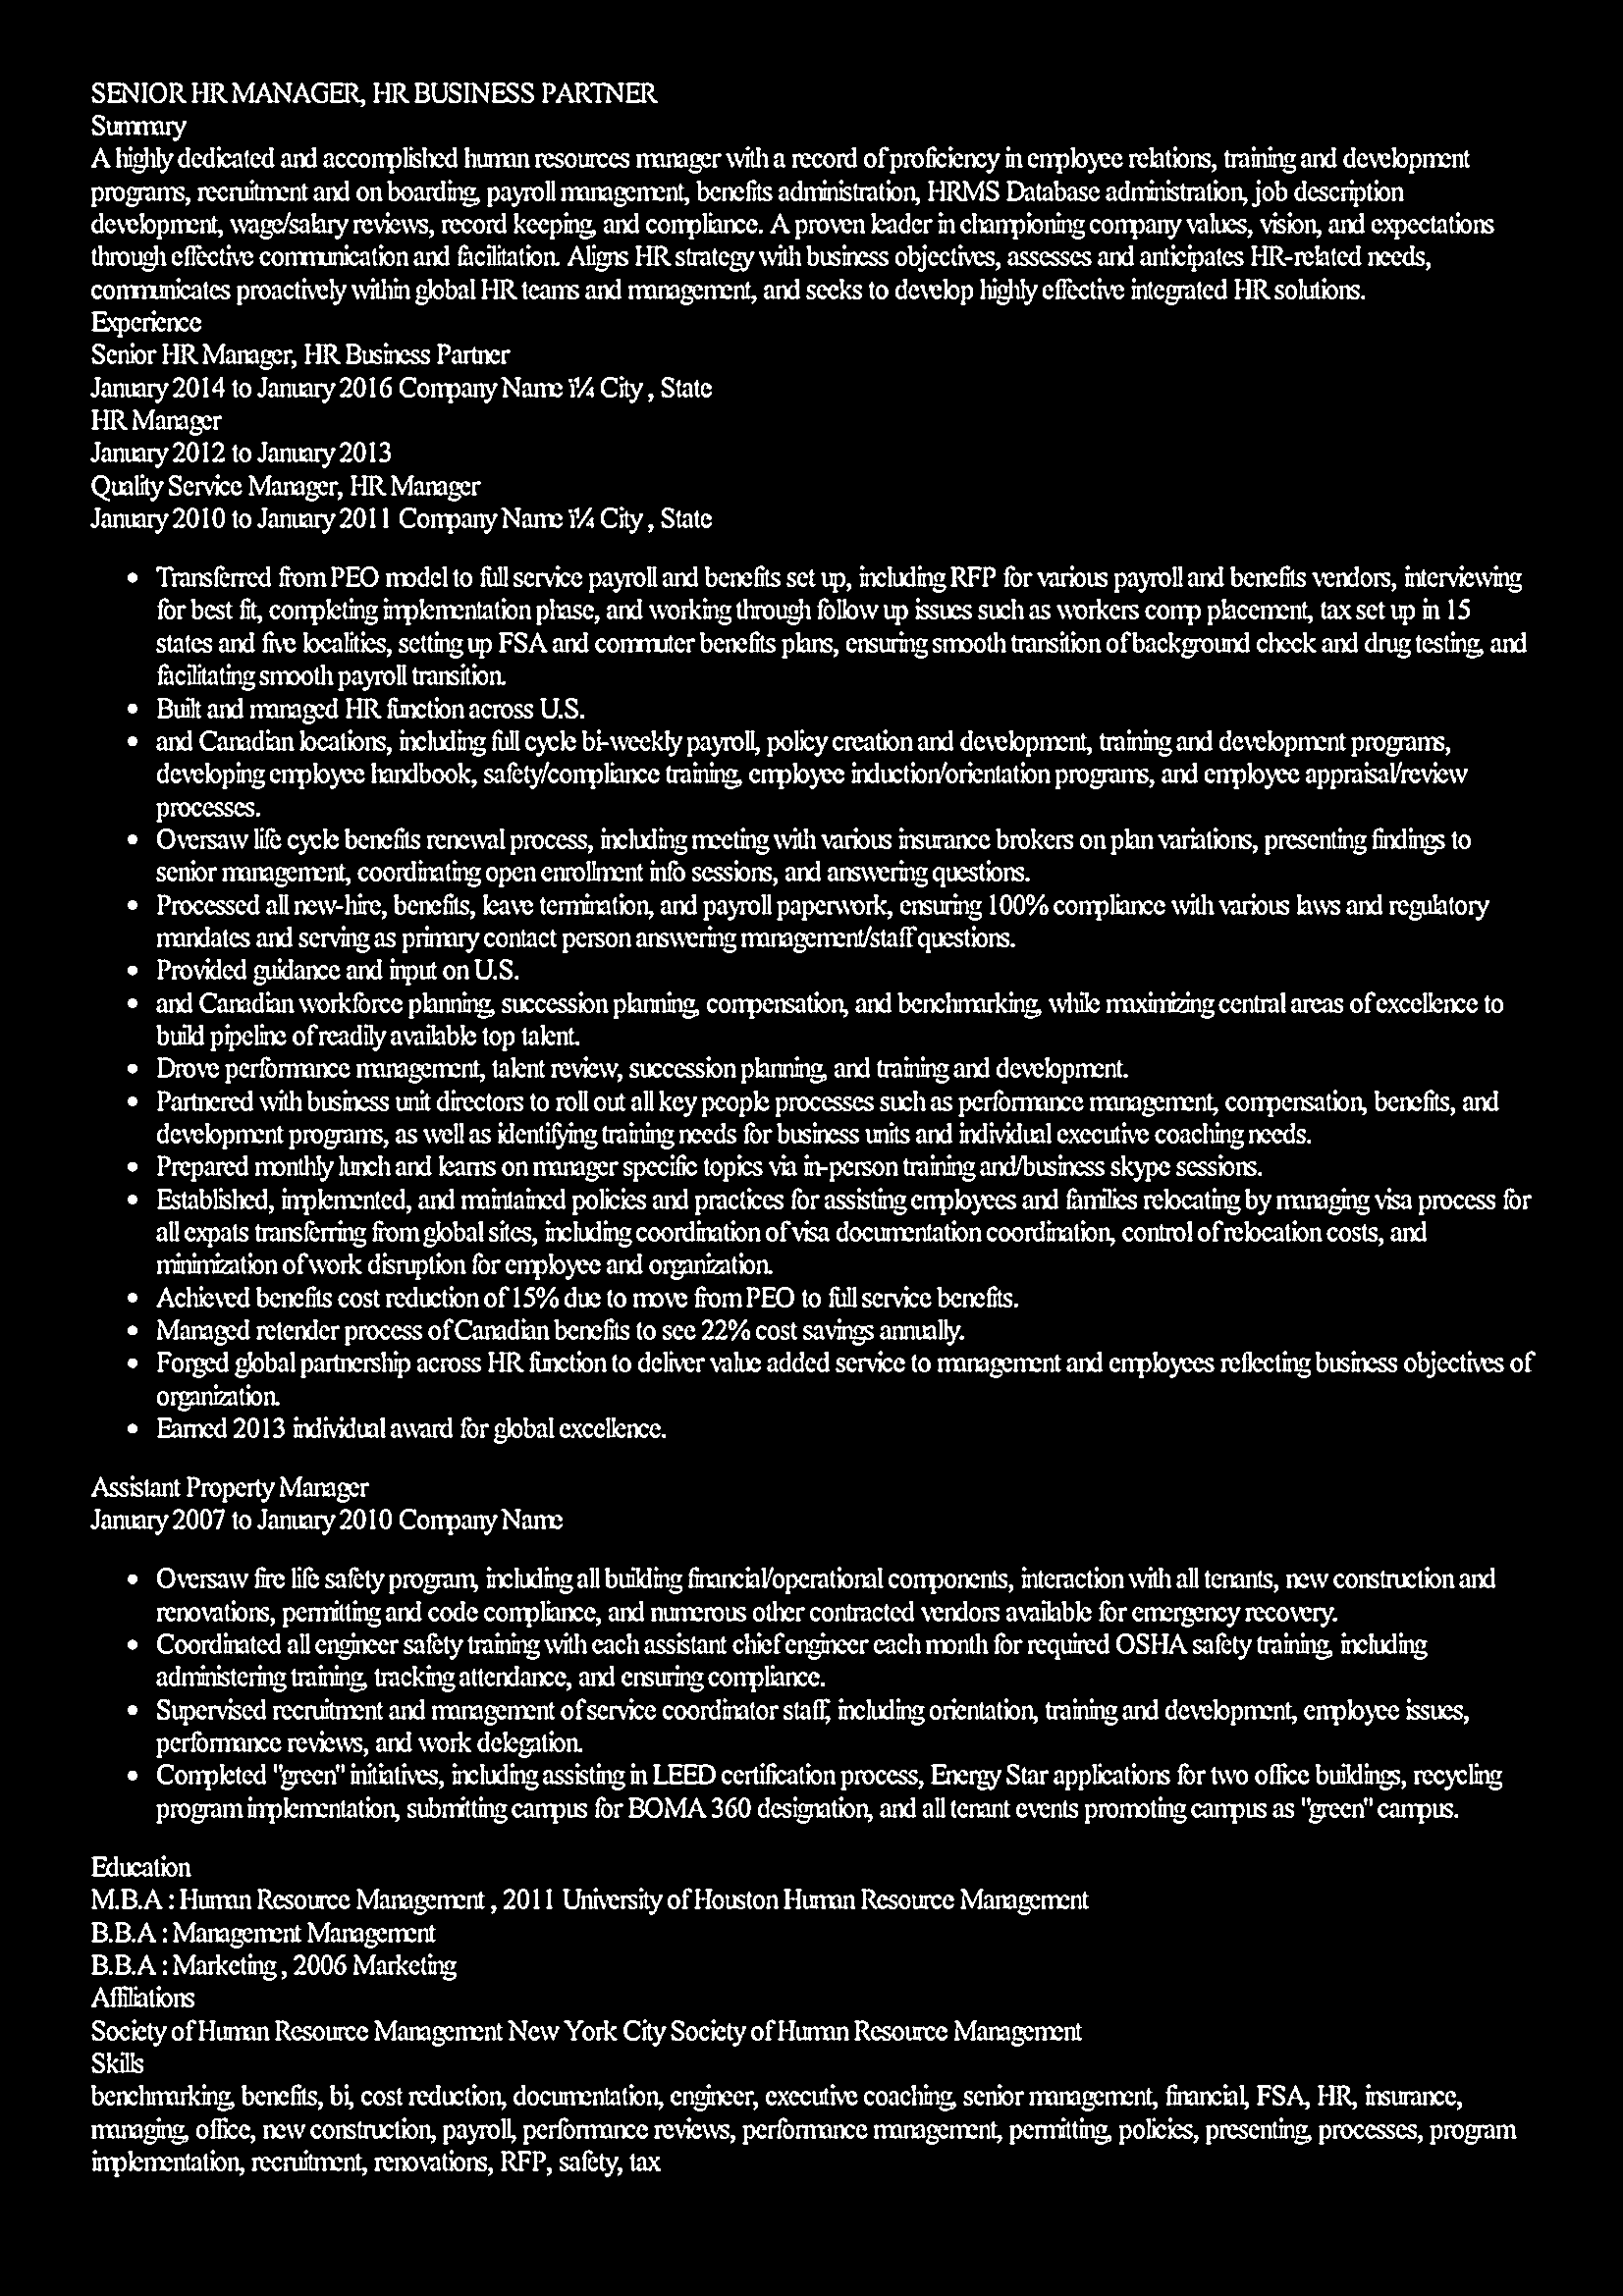 SENIOR HR MANAGER, HR BUSINESS PARTNER
Summary
A highly dedicated and accomplished human resources manager with a record of proficiency in employee relations, training and development
programs, recruitment and on boarding, payroll management, benefits administration, HRMS Database administration, job description
development, wage/salary reviews, record keeping, and compliance. A proven leader in championing company values, vision, and expectations
through effective communication and facilitation. Aligns HR strategy with business objectives, assesses and anticipates HR-related needs,
communicates proactively within global HR teams and management, and seeks to develop highly effective integrated HR solutions.
Experience
Senior HR Manager, HR Business Partner
January 2014 to January 2016 Company Name ï¼ City , State
HR Manager
January 2012 to January 2013
Quality Service Manager, HR Manager
January 2010 to January 2011 Company Name ï¼ City , State
• Transferred from PEO model to full service payroll and benefits set up, including RFP for various payroll and benefits vendors, interviewing
for best fit, completing implementation phase, and working through follow up issues such as workers comp placement, tax set up in 15
states and five localities, setting up FSA and commuter benefits plans, ensuring smooth transition of background check and drug testing, and
facilitating smooth payroll transition.
• Built and managed HR function across U.S.
• and Canadian locations, including full cycle bi-weekly payroll, policy creation and development, training and development programs,
developing employee handbook, safety/compliance training, employee induction/orientation programs, and employee appraisal/review
processes.
• Oversaw life cycle benefits renewal process, including meeting with various insurance brokers on plan variations, presenting findings to
senior management, coordinating open enrollment info sessions, and answering questions.
• Processed all new-hire, benefits, leave termination, and payroll paperwork, ensuring 100% compliance with various laws and regulatory
mandates and serving as primary contact person answering management/staff questions.
• Provided guidance and input on U.S.
• and Canadian workforce planning, succession planning, compensation, and benchmarking, while maximizing central areas of excellence to
build pipeline of readily available top talent.
• Drove performance management, talent review, succession planning, and training and development.
• Partnered with business unit directors to roll out all key people processes such as performance management, compensation, benefits, and
development programs, as well as identifying training needs for business units and individual executive coaching needs.
• Prepared monthly lunch and learns on manager specific topics via in-person training and/business skype sessions.
• Established, implemented, and maintained policies and practices for assisting employees and families relocating by managing visa process for
all expats transferring from global sites, including coordination of visa documentation coordination, control of relocation costs, and
minimization of work disruption for employee and organization.
• Achieved benefits cost reduction of 15% due to move from PEO to full service benefits.
• Managed retender process of Canadian benefits to see 22% cost savings annually.
• Forged global partnership across HR function to deliver value added service to management and employees reflecting business objectives of
organization.
• Earned 2013 individual award for global excellence.
Assistant Property Manager
January 2007 to January 2010 Company Name
• Oversaw fire life safety program, including all building financial/operational components, interaction with all tenants, new construction and
renovations, permitting and code compliance, and numerous other contracted vendors available for emergency recovery.
• Coordinated all engineer safety training with each assistant chief engineer each month for required OSHA safety training, including
administering training, tracking attendance, and ensuring compliance.
• Supervised recruitment and management of service coordinator staff, including orientation, training and development, employee issues,
performance reviews, and work delegation.
• Completed "green" initiatives, including assisting in LEED certification process, Energy Star applications for two office buildings, recycling
program implementation, submitting campus for BOMA 360 designation, and all tenant events promoting campus as "green" campus.
Education
M.B.A : Human Resource Management , 2011 University of Houston Human Resource Management
B.B.A : Management Management
B.B.A : Marketing , 2006 Marketing
Affiliations
Society of Human Resource Management New York City Society of Human Resource Management
Skills
benchmarking, benefits, bi, cost reduction, documentation, engineer, executive coaching, senior management, financial, FSA, HR, insurance,
managing, office, new construction, payroll, performance reviews, performance management, permitting, policies, presenting, processes, program
implementation, recruitment, renovations, RFP, safety, tax